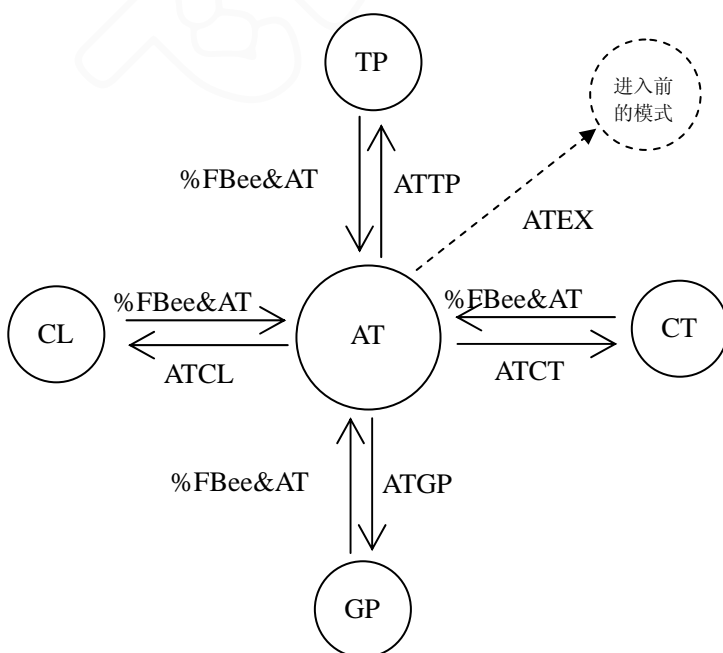 TP
进入前
的模式
%FBee&AT
ATTP
ATEX
%FBee&AT
%FBee&AT
CL
AT
CT
ATCL
ATCT
%FBee&AT
ATGP
GP